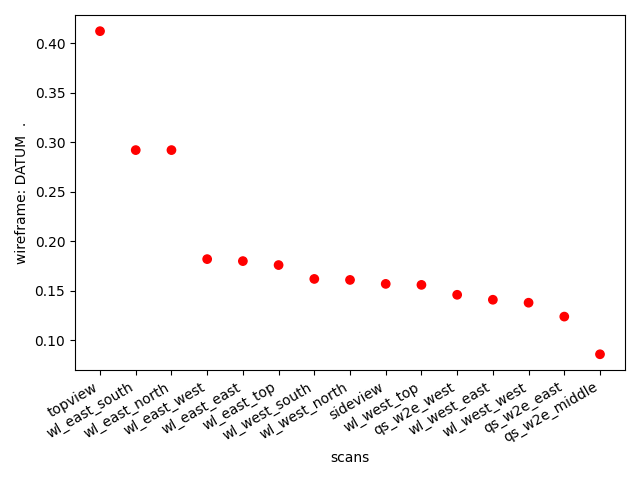 0.40
0.35
0.30
0.25
0.20
0.15
0.10
wireframe: DATUM .
topview
wl_east_south
wl_east_north
wl_east_west
wl_east_east
wl_east_top
wl_west_south
wl_west_north
sideview
wl_west_top
qs_w2e_west
wl_west_east
wl_west_west
qs_w2e_east
qs_w2e_middle
scans